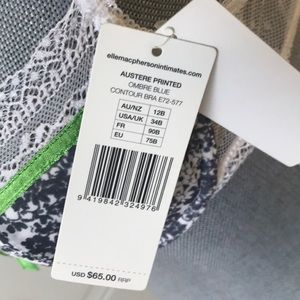 ellemacphersonintimates.com
AUSTERE PRINTED
OMBRE BLUE
CONTOUR BRA E72-577
AU/NZ 12B
USA/UK 34B
FR 90B
EU 75B
9 419842 324976
USD $65.00 RRP